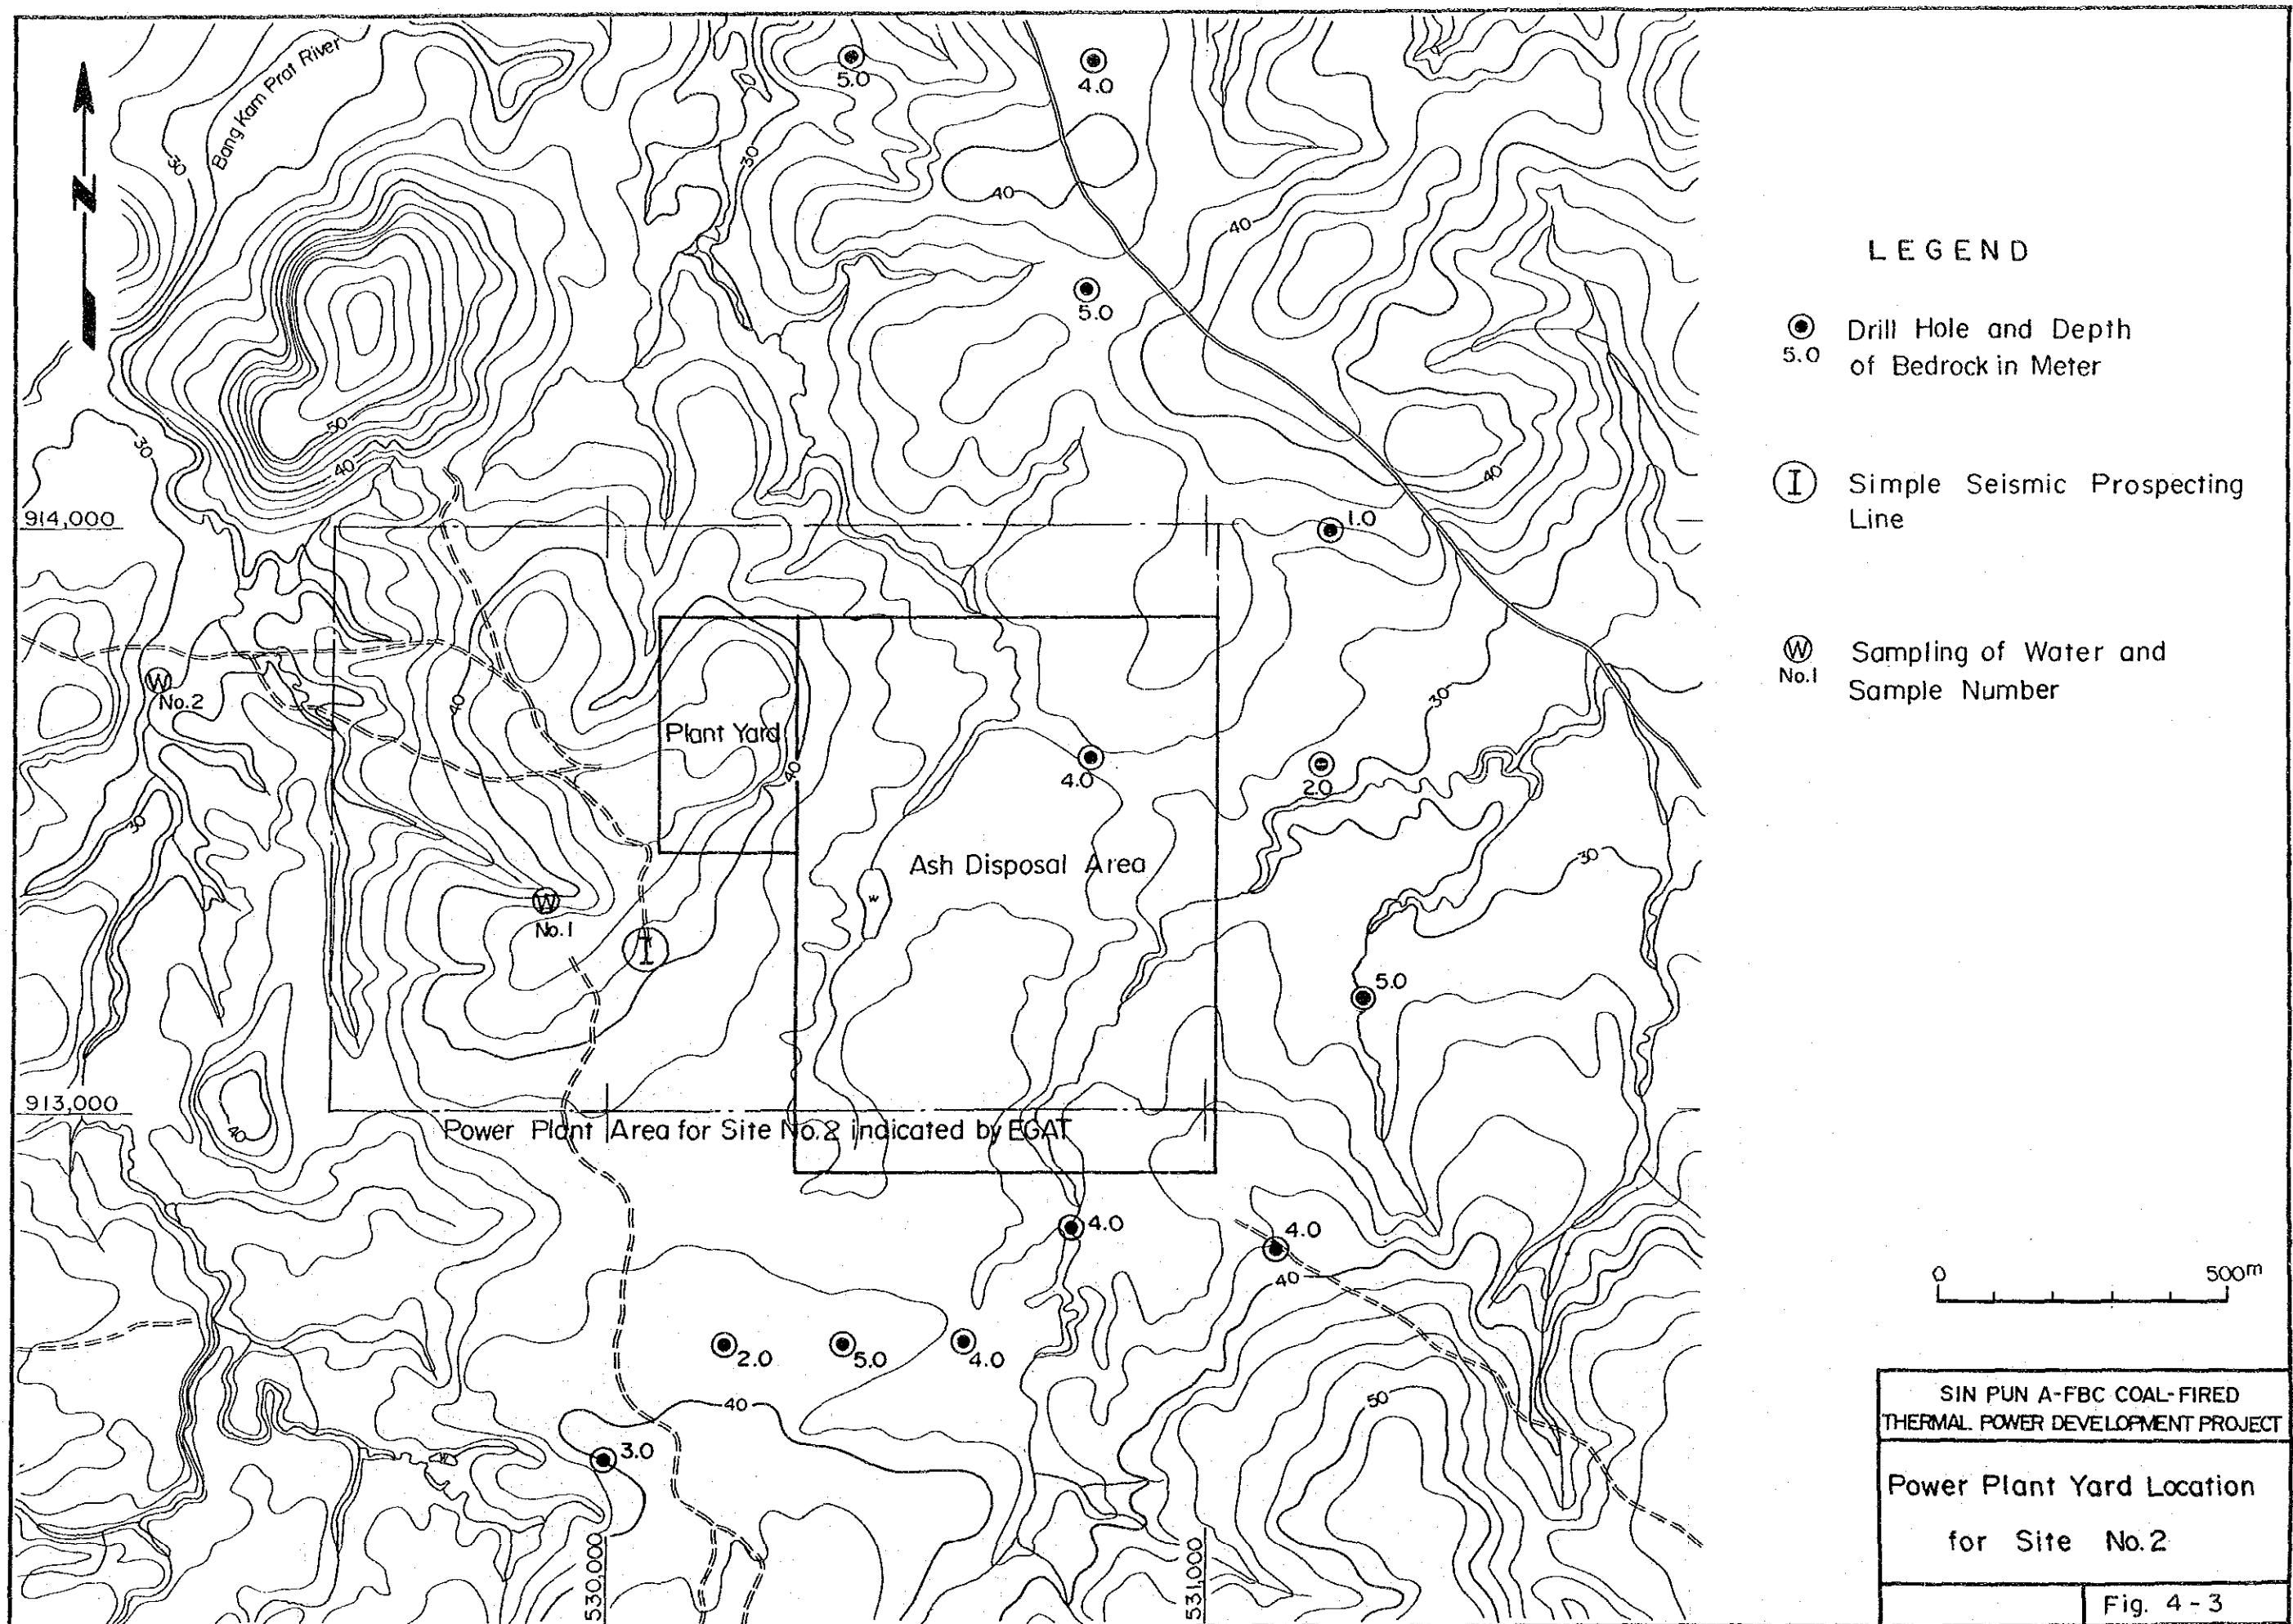 Bang Kam Prat River
N
30
30
30
30
30
30
40
40
40
40
40
40
40
40
40
50
50
5.0
4.0
5.0
1.0
4.0
2.0
5.0
4.0
4.0
2.0
5.0
4.0
3.0
914,000
913,000
530,000
531,000
W
No.2
W
No.1
I
Plant Yard
Ash Disposal Area
w
Power Plant Area for Site No.2 indicated by EGAT
LEGEND
5.0
Drill Hole and Depth
of Bedrock in Meter
I
Simple Seismic Prospecting
Line
W
No.1
Sampling of Water and
Sample Number
0 500m
SIN PUN A-FBC COAL-FIRED
THERMAL POWER DEVELOPMENT PROJECT
Power Plant Yard Location
for Site No.2
Fig. 4-3